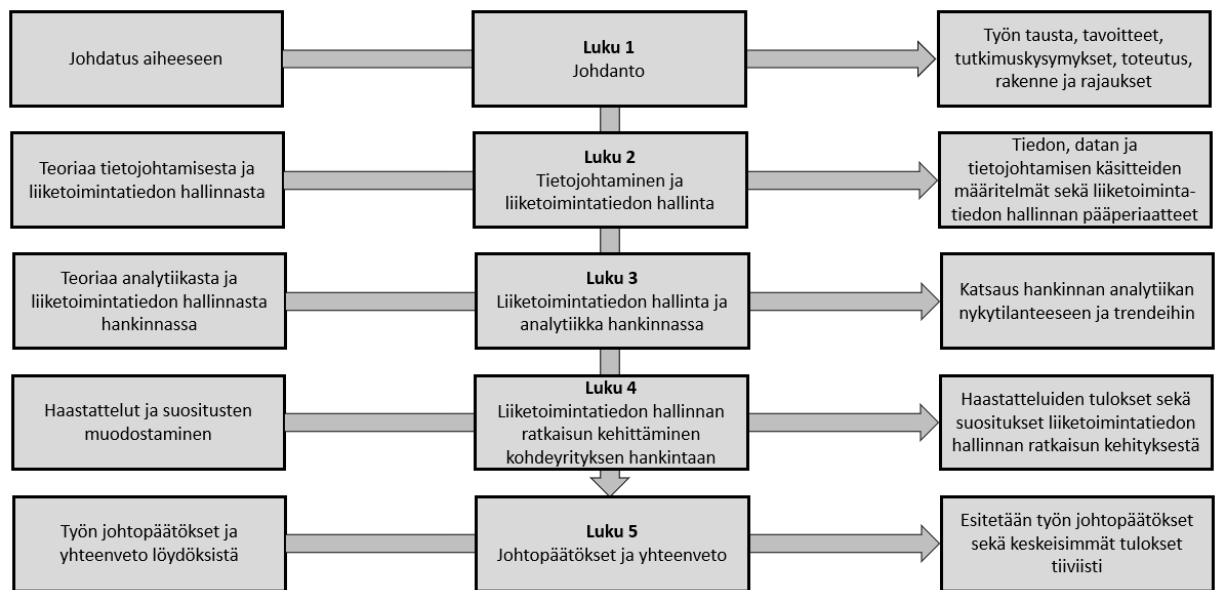 Johdatus aiheeseen
Luku 1
Johdanto
Työn tausta, tavoitteet,
tutkimuskysymykset, toteutus,
rakenne ja rajaukset
Teoriaa tietojohtamisesta ja
liiketoimintatiedon hallinnasta
Luku 2
Tietojohtaminen ja
liiketoimintatiedon hallinta
Tiedon, datan ja
tietojohtamisen käsitteiden
määritelmät sekä liiketoiminta-
tiedon hallinnan pääperiaatteet
Teoriaa analytiikasta ja
liiketoimintatiedon hallinnasta
hankinnassa
Luku 3
Liiketoimintatiedon hallinta ja
analytiikka hankinnassa
Katsaus hankinnan analytiikan
nykytilanteeseen ja trendeihin
Haastattelut ja suositusten
muodostaminen
Luku 4
Liiketoimintatiedon hallinnan
ratkaisun kehittäminen
kohdeyrityksen hankintaan
Haastatteluiden tulokset sekä
suositukset liiketoimintatiedon
hallinnan ratkaisun kehityksestä
Työn johtopäätökset ja
yhteenveto löydöksistä
Luku 5
Johtopäätökset ja yhteenveto
Esitetään työn johtopäätökset
sekä keskeisimmät tulokset
tiiviisti